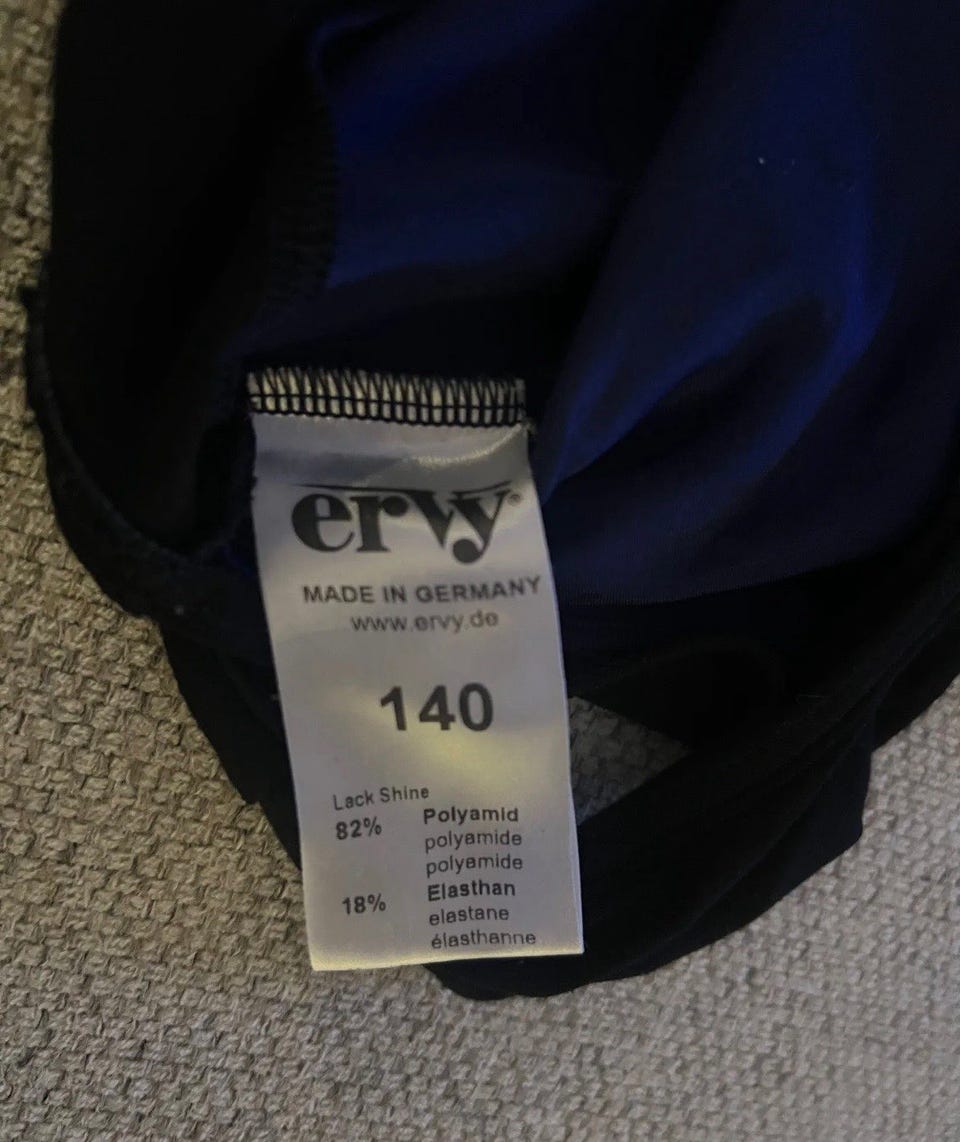 ervy®
MADE IN GERMANY
www.ervy.de
140
Lack Shine
82% Polyamid
polyamide
polyamide
18% Elasthan
elastane
élasthanne